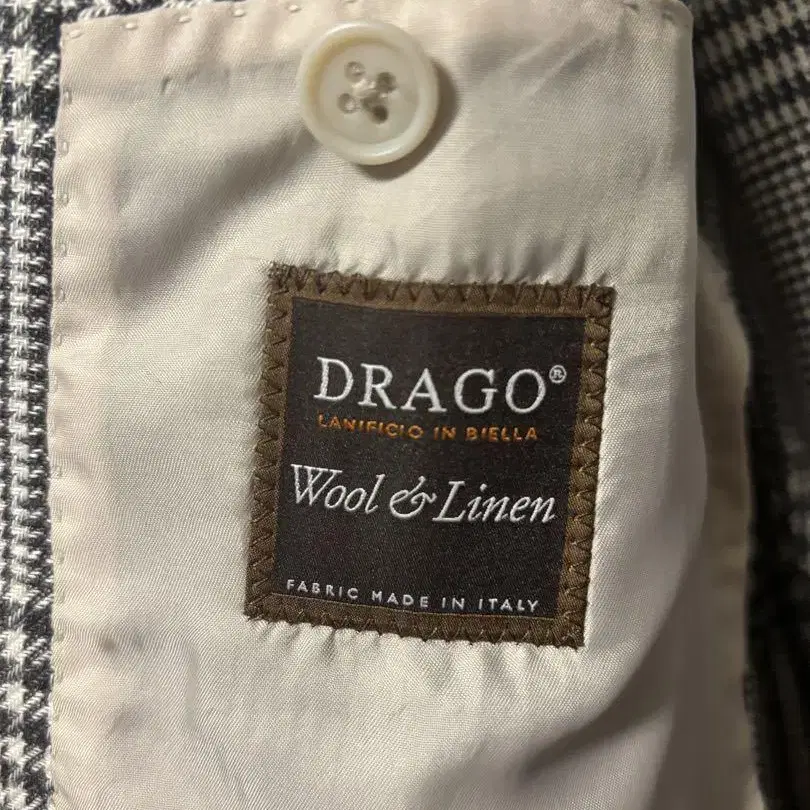 DRAGO®
LANIFICIO IN BIELLA
Wool & Linen
FABRIC MADE IN ITALY